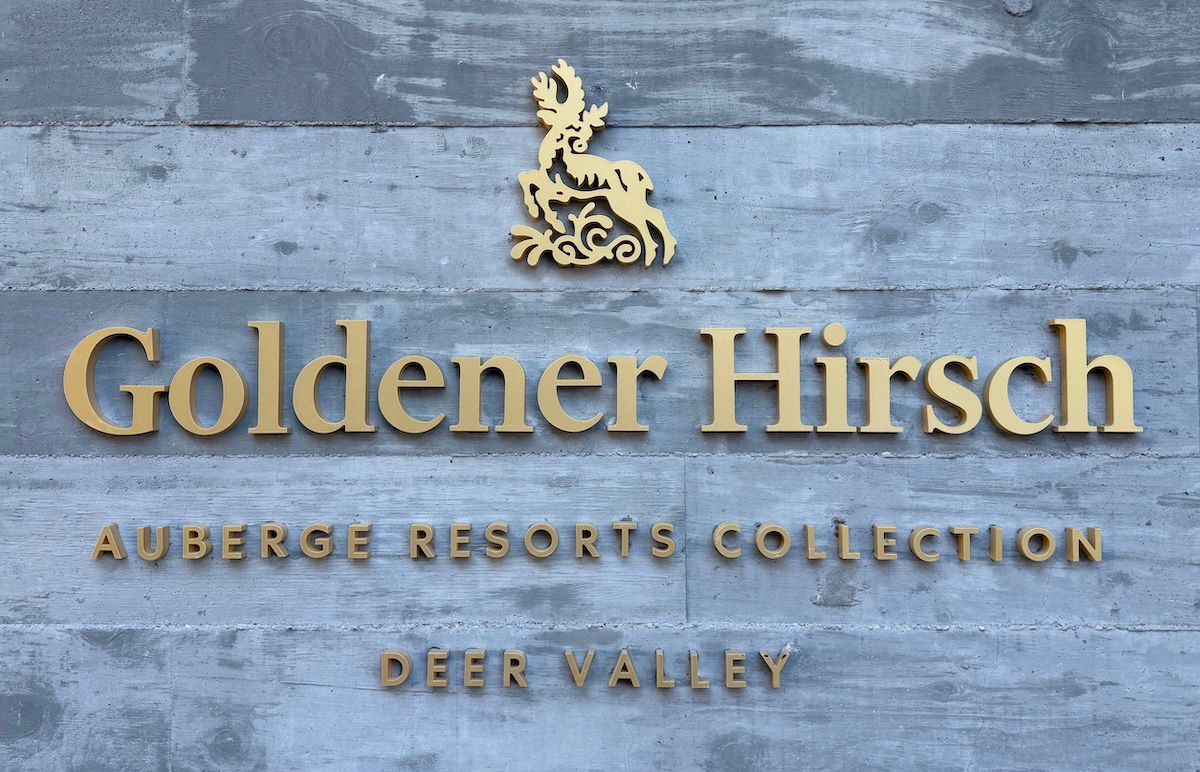 Goldener Hirsch
AUBERGE RESORTS COLLECTION
DEER VALLEY